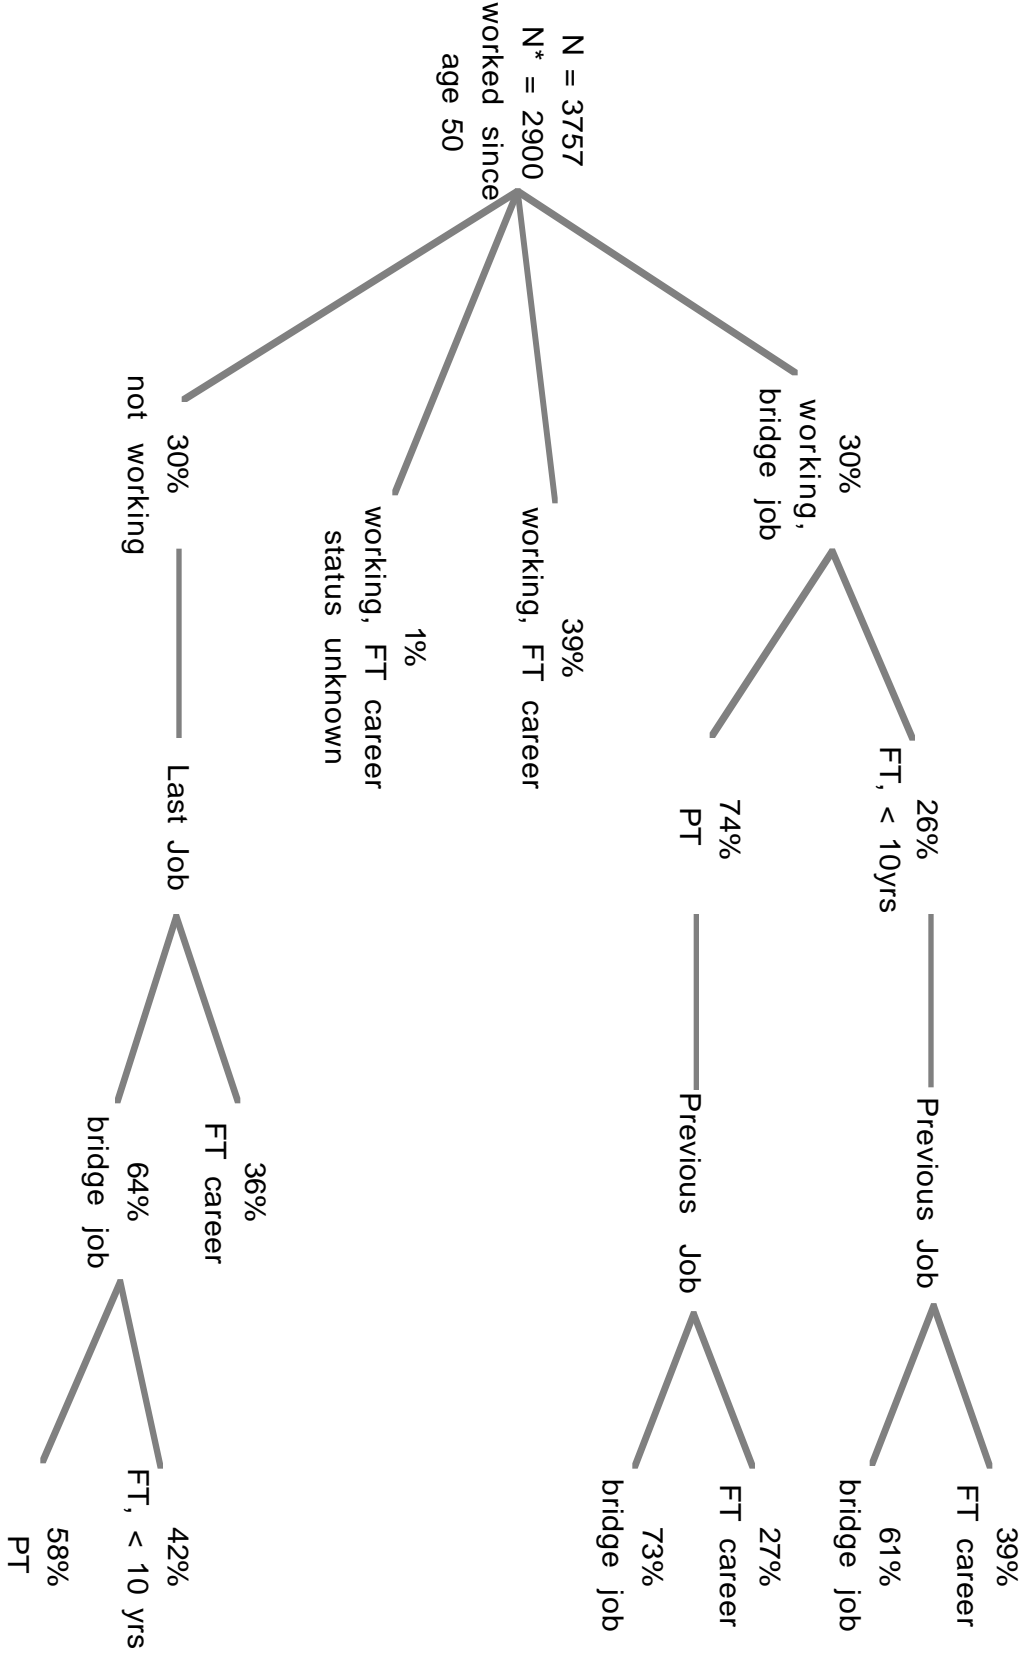 N = 3757
N* = 2900
worked since
age 50
30%
working,
bridge job
26%
FT, < 10yrs
Previous Job
39%
FT career
61%
bridge job
74%
PT
Previous Job
27%
FT career
73%
bridge job
39%
working, FT career
1%
working, FT career
status unknown
30%
not working
Last Job
36%
FT career
64%
bridge job
42%
FT, < 10 yrs
58%
PT